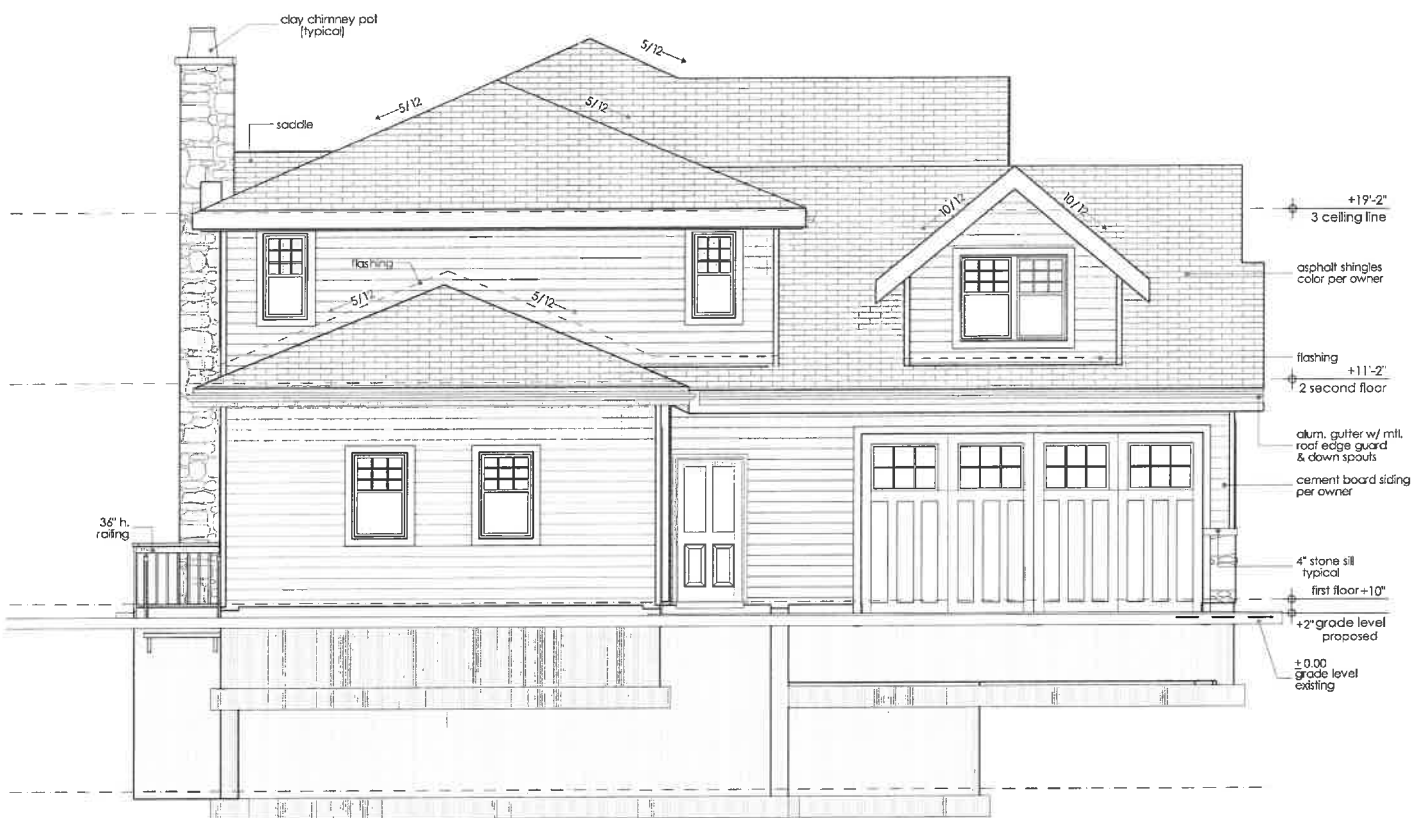 clay chimney pot
(typical)
5/12
5/12
5/12
saddle
10/12
10/12
+19'-2"
3 ceiling line
flashing
asphalt shingles
color per owner
5/12
5/12
flashing
+11'-2"
2 second floor
alum. gutter w/ mtl.
roof edge guard
& down spouts
cement board siding
per owner
36" h.
railing
4" stone sill
typical
first floor+10"
+2" grade level
proposed
±0.00
grade level
existing